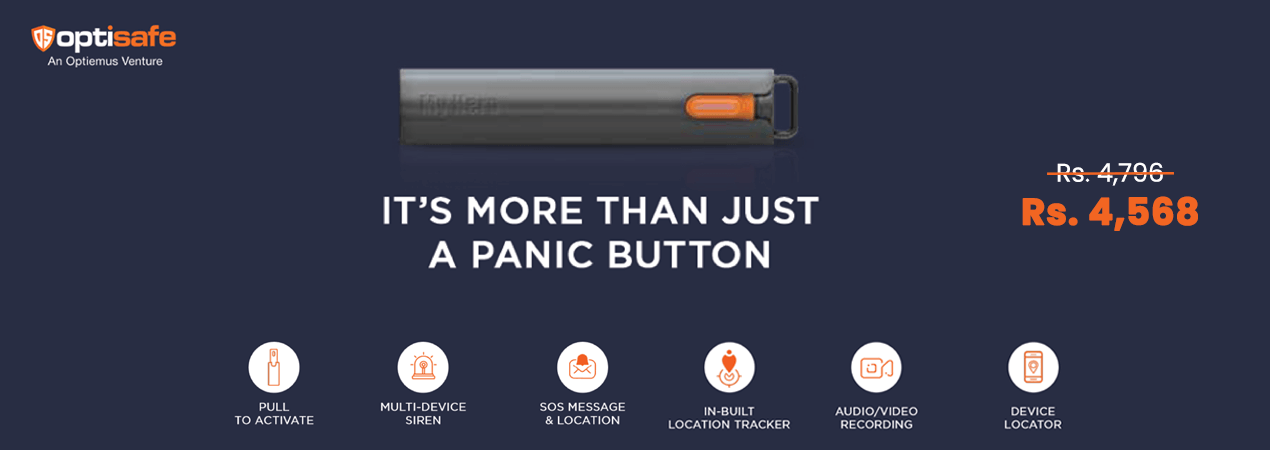 optisafe
An Optiemus Venture
MyHero
IT'S MORE THAN JUST
A PANIC BUTTON
Rs. 4,796
Rs. 4,568
PULL
TO ACTIVATE
MULTI-DEVICE
SIREN
SOS MESSAGE
& LOCATION
IN-BUILT
LOCATION TRACKER
AUDIO/VIDEO
RECORDING
DEVICE
LOCATOR